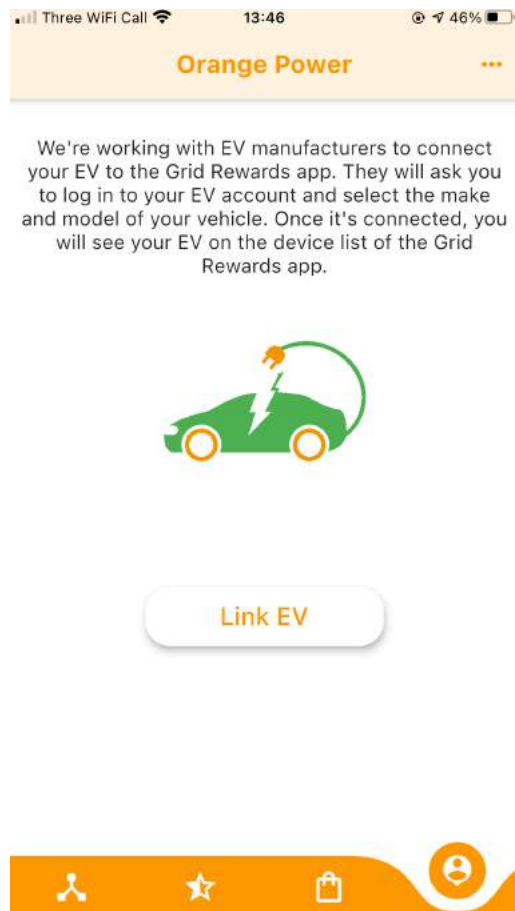 Three WiFi Call 13:46 46%
Orange Power
We're working with EV manufacturers to connect
your EV to the Grid Rewards app. They will ask you
to log in to your EV account and select the make
and model of your vehicle. Once it's connected, you
will see your EV on the device list of the Grid
Rewards app.
Link EV